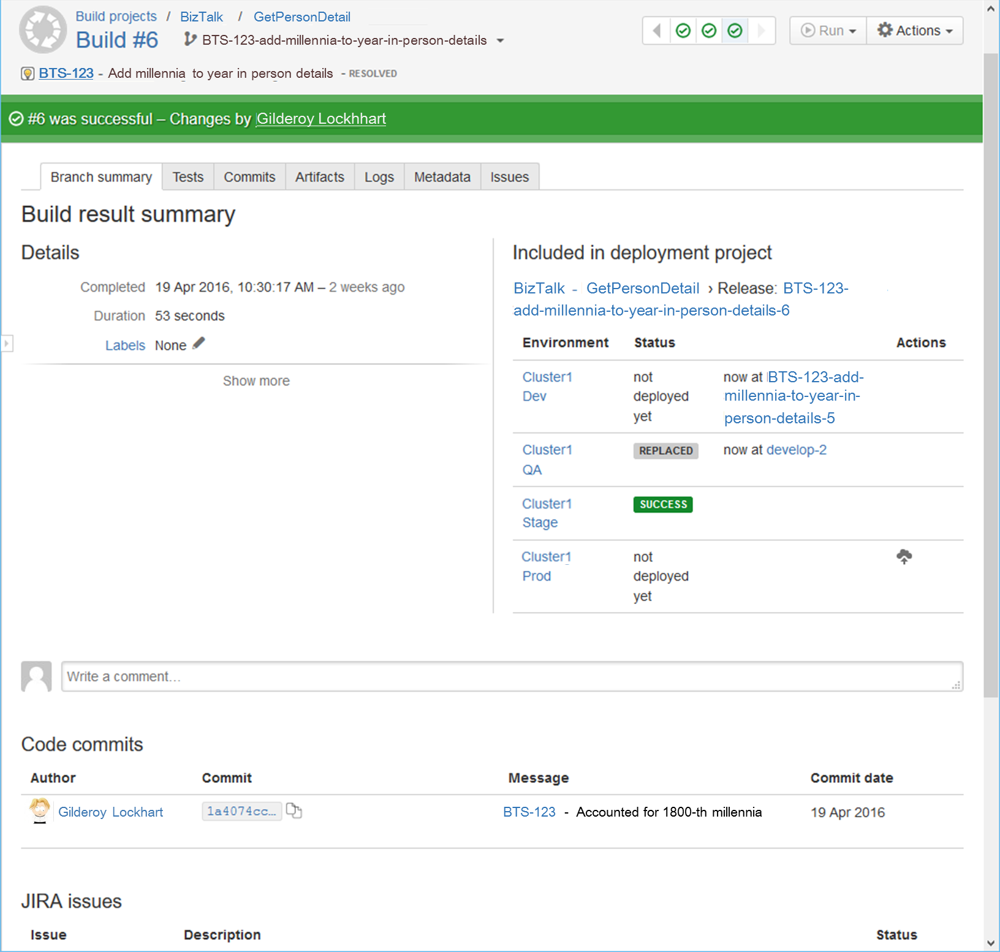 Build projects / BizTalk / GetPersonDetail
Build #6 BTS-123-add-millennia-to-year-in-person-details
Run Actions
BTS-123 - Add millennia to year in person details - RESOLVED
#6 was successful – Changes by Gilderoy Lockhhart
Branch summary Tests Commits Artifacts Logs Metadata Issues
Build result summary
Details
Completed 19 Apr 2016, 10:30:17 AM – 2 weeks ago
Duration 53 seconds
Labels None
Show more
Included in deployment project
BizTalk - GetPersonDetail › Release: BTS-123-
add-millennia-to-year-in-person-details-6
Environment Status Actions
Cluster1 not now at BTS-123-add-
Dev deployed millennia-to-year-in-
yet person-details-5
Cluster1 REPLACED now at develop-2
QA
Cluster1 SUCCESS
Stage
Cluster1 not
Prod deployed
yet
Write a comment...
Code commits
Author Commit Message Commit date
Gilderoy Lockhart 1a4074cc... BTS-123 - Accounted for 1800-th millennia 19 Apr 2016
JIRA issues
Issue Description Status